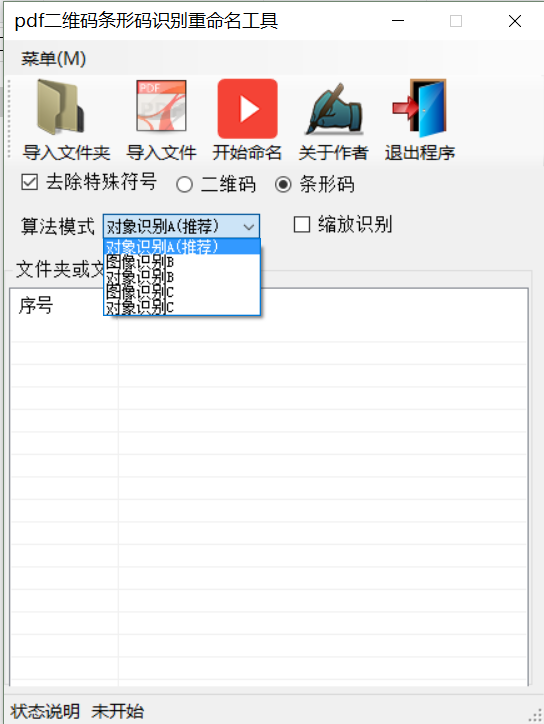 pdf二维码条形码识别重命名工具
菜单(M)
PDF
导入文件夹 导入文件 开始命名 关于作者 退出程序
去除特殊符号 二维码 条形码
算法模式 对象识别A(推荐) 缩放识别
对象识别A(推荐)
图像识别B
对象识别B
图像识别C
对象识别C
文件夹或文
序号
状态说明 未开始